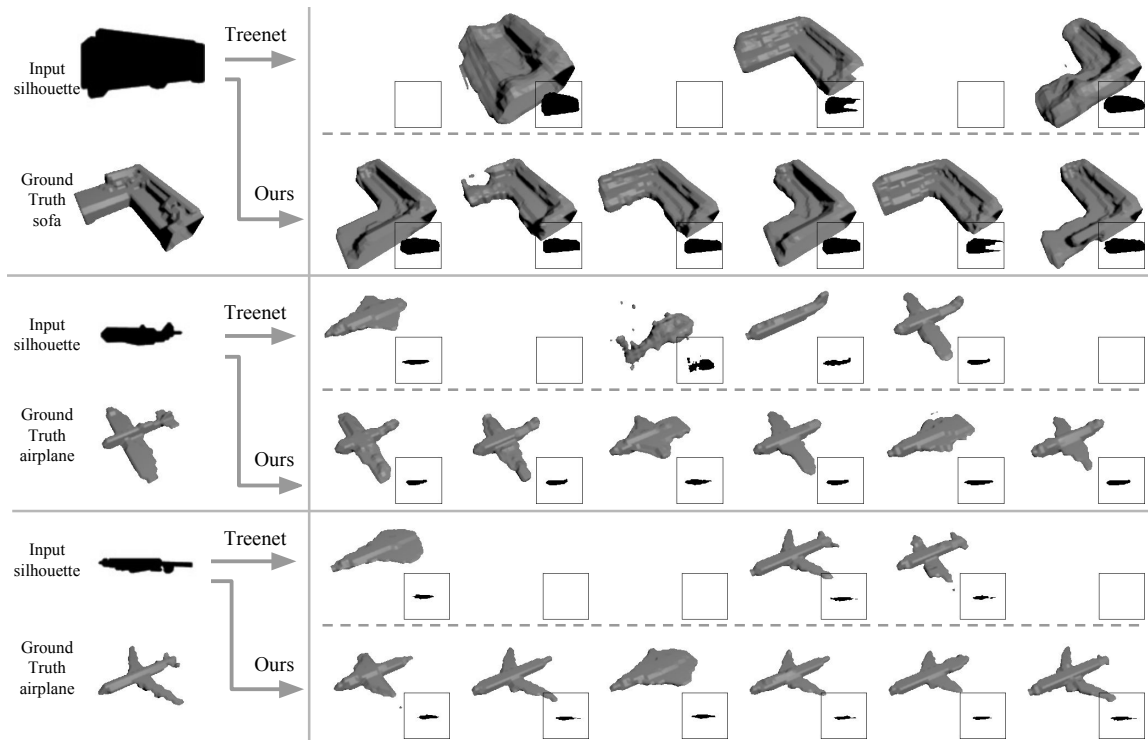 Input
silhouette
Treenet
Ground
Truth
sofa
Ours
Input
silhouette
Treenet
Ground
Truth
airplane
Ours
Input
silhouette
Treenet
Ground
Truth
airplane
Ours